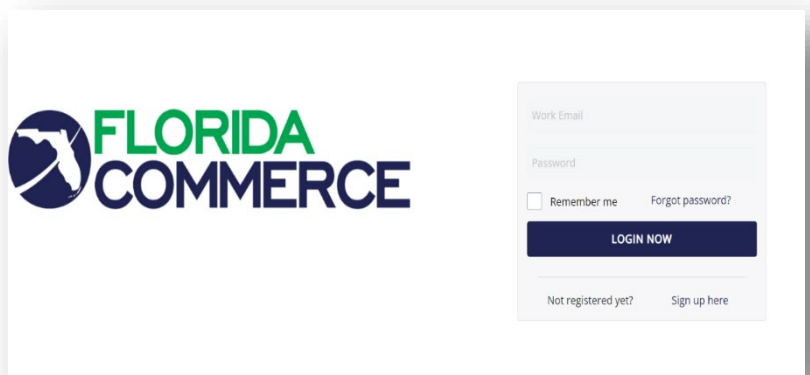 FLORIDA
COMMERCE
Work Email
Password
Remember me Forgot password?
LOGIN NOW
Not registered yet? Sign up here